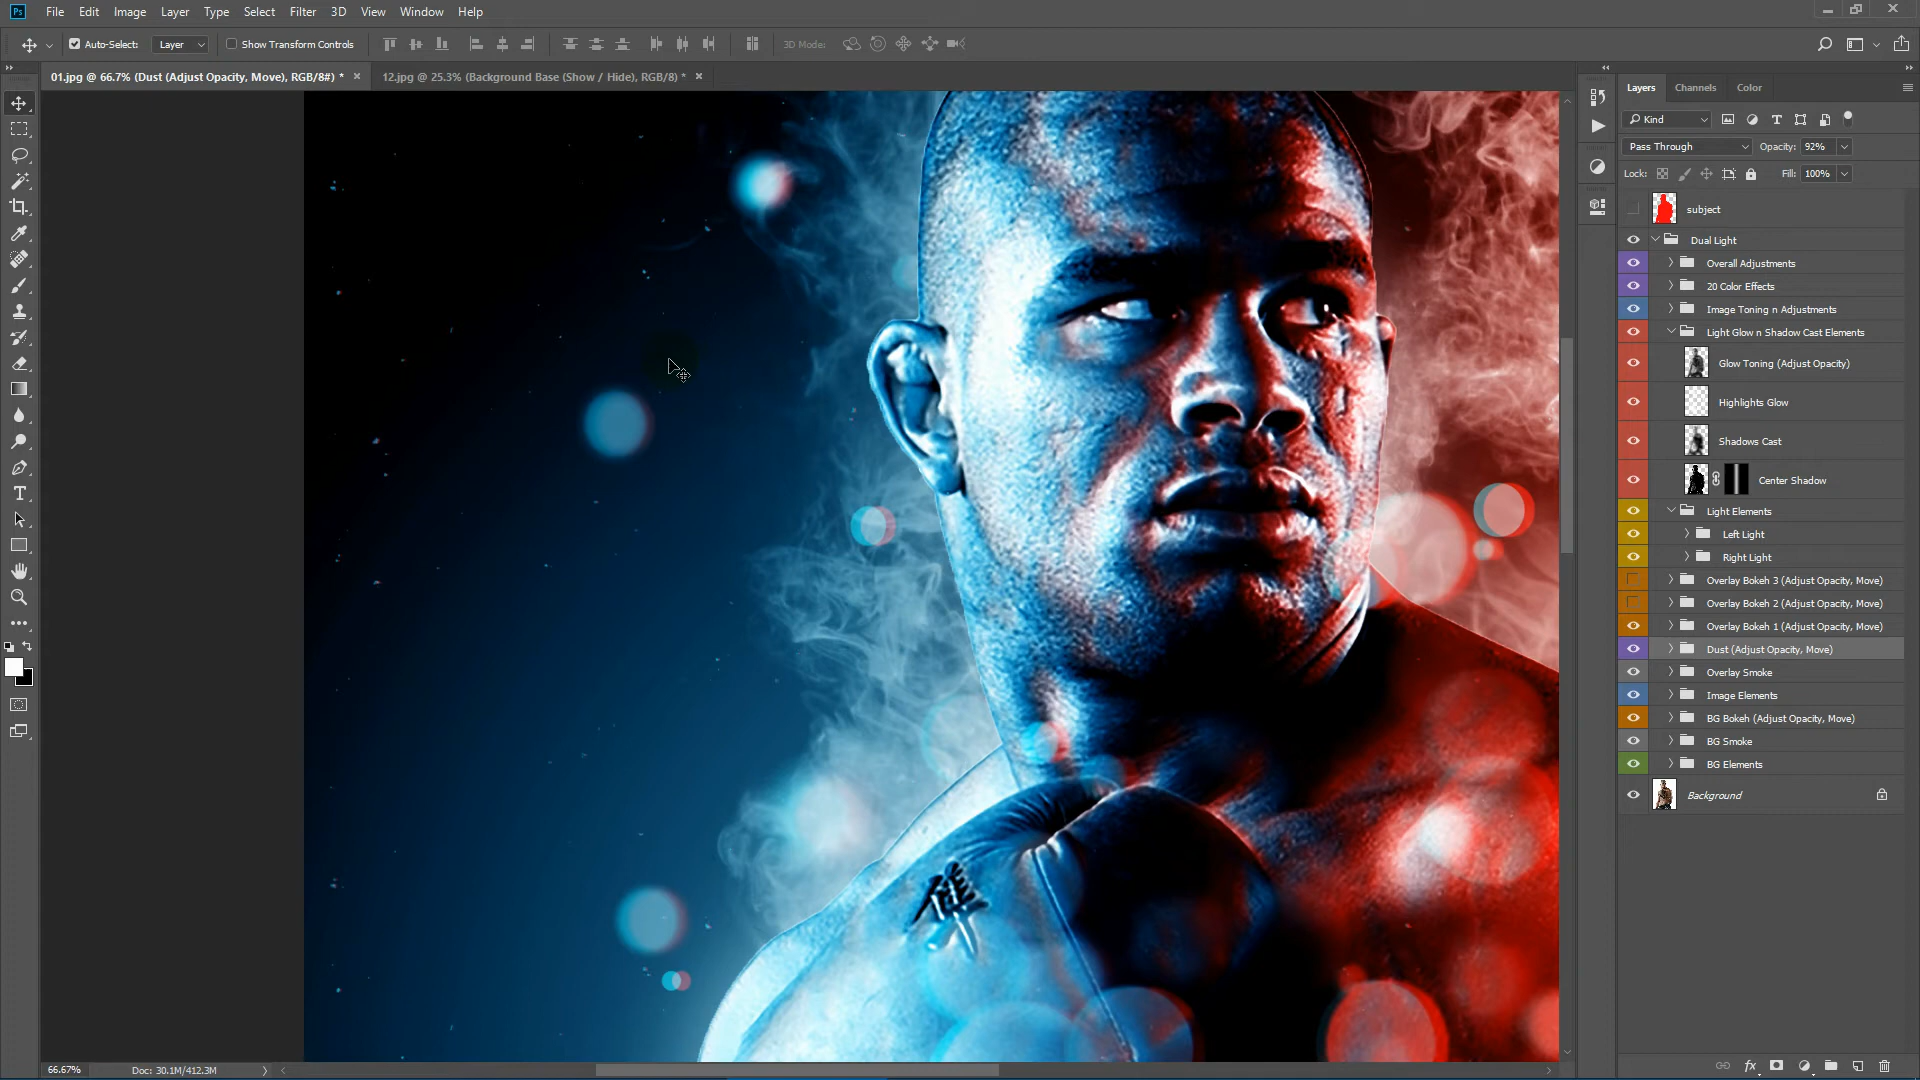 Ps File Edit Image Layer Type Select Filter 3D View Window Help
Auto-Select: Layer Show Transform Controls 3D Mode:
01.jpg @ 66.7% (Dust (Adjust Opacity, Move), RGB/8#) * × 12.jpg @ 25.3% (Background Base (Show / Hide), RGB/8) * ×
Layers Channels Color
Kind
Pass Through Opacity: 92%
Lock: Fill: 100%
subject
Dual Light
Overall Adjustments
20 Color Effects
Image Toning n Adjustments
Light Glow n Shadow Cast Elements
Glow Toning (Adjust Opacity)
Highlights Glow
Shadows Cast
Center Shadow
Light Elements
Left Light
Right Light
Overlay Bokeh 3 (Adjust Opacity, Move)
Overlay Bokeh 2 (Adjust Opacity, Move)
Overlay Bokeh 1 (Adjust Opacity, Move)
Dust (Adjust Opacity, Move)
Overlay Smoke
Image Elements
BG Bokeh (Adjust Opacity, Move)
BG Smoke
BG Elements
Background
66.67% Doc: 30.1M/412.3M